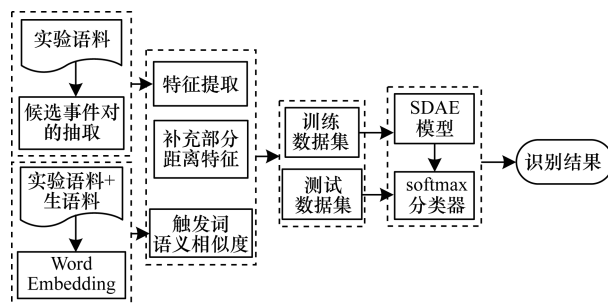 实验语料
候选事件对
的抽取
实验语料+
生语料
Word
Embedding
特征提取
补充部分
距离特征
触发词
语义相似度
训练
数据集
测试
数据集
SDAE
模型
softmax
分类器
识别结果